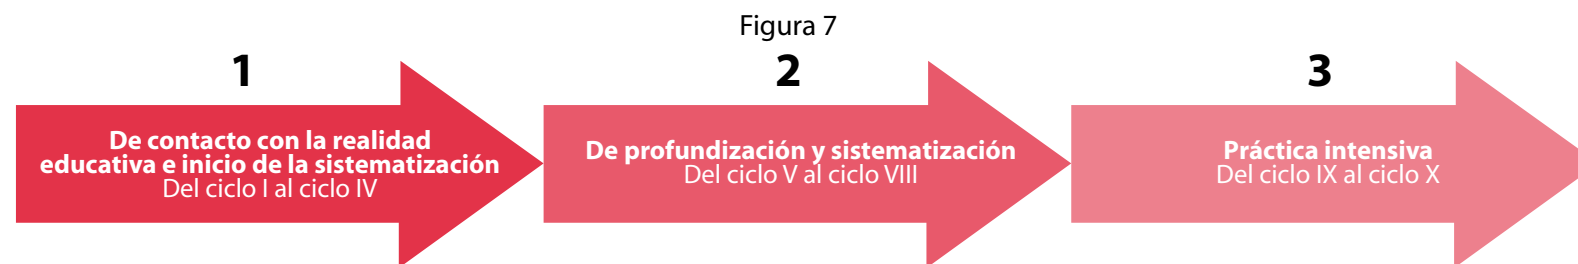 Figura 7
1
De contacto con la realidad
educativa e inicio de la sistematización
Del ciclo I al ciclo IV
2
De profundización y sistematización
Del ciclo V al ciclo VIII
3
Práctica intensiva
Del ciclo IX al ciclo X